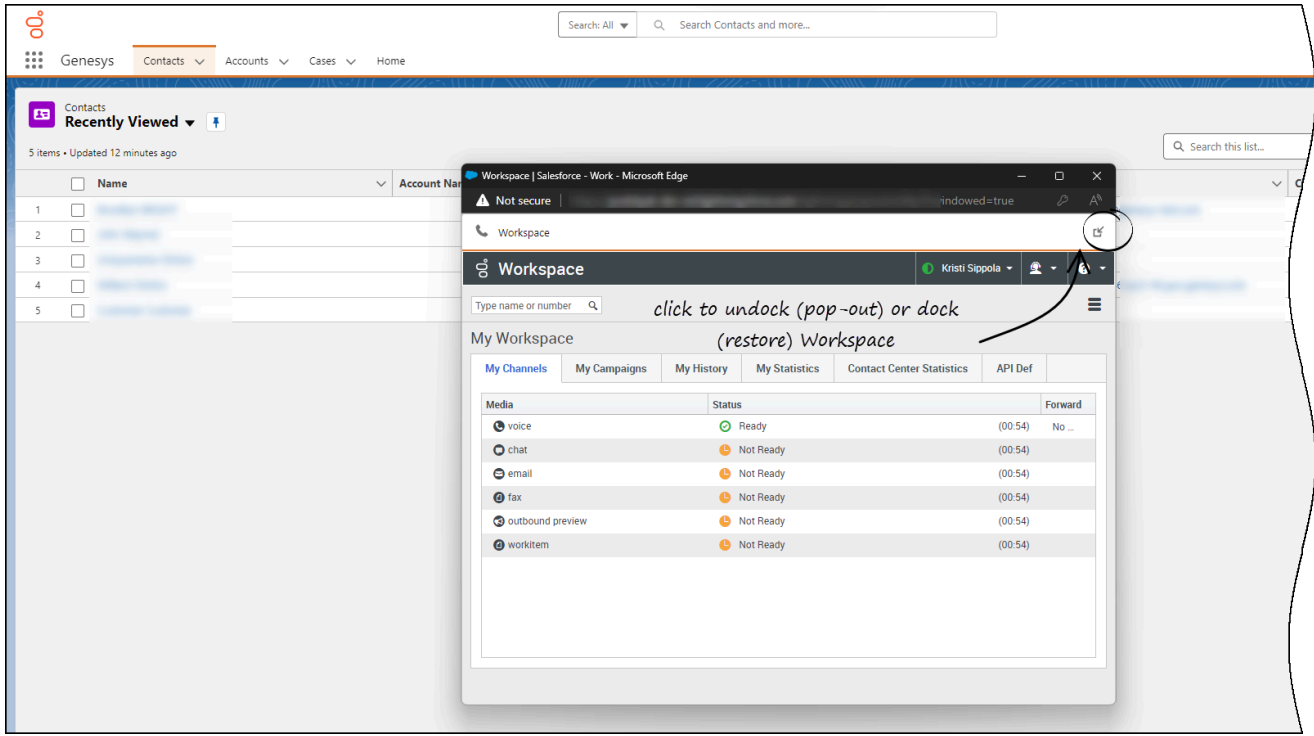 Search: All
Search Contacts and more...
Genesys
Contacts
Accounts
Cases
Home
Contacts
Recently Viewed
5 items • Updated 12 minutes ago
Search this list...
Name
Account Nar
1
2
3
4
5
Workspace | Salesforce - Work - Microsoft Edge
Not secure
indowed=true
Workspace
Workspace
Kristi Sippola
Type name or number
click to undock (pop-out) or dock
(restore) Workspace
My Workspace
My Channels My Campaigns My History My Statistics Contact Center Statistics API Def
Media Status Forward
voice Ready (00:54) No ...
chat Not Ready (00:54)
email Not Ready (00:54)
fax Not Ready (00:54)
outbound preview Not Ready (00:54)
workitem Not Ready (00:54)